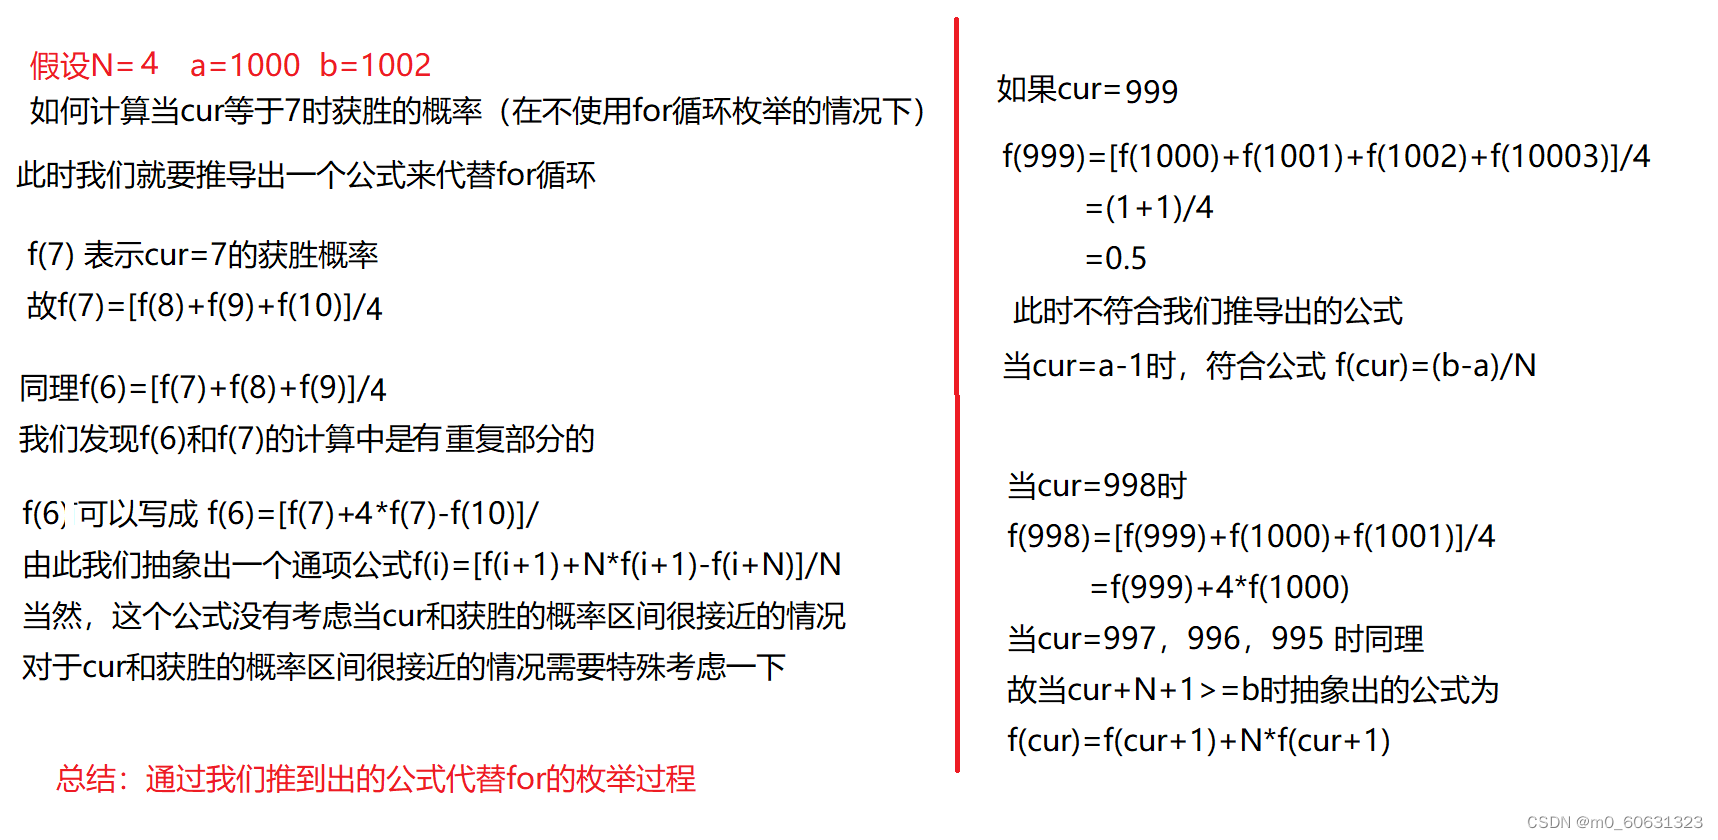 假设N=4 a=1000 b=1002
如何计算当cur等于7时获胜的概率（在不使用for循环枚举的情况下）
此时我们就要推导出一个公式来代替for循环
f(7) 表示cur=7的获胜概率
故f(7)=[f(8)+f(9)+f(10)]/4
同理f(6)=[f(7)+f(8)+f(9)]/4
我们发现f(6)和f(7)的计算中是有重复部分的
f(6)可以写成 f(6)=[f(7)+4*f(7)-f(10)]/
由此我们抽象出一个通项公式f(i)=[f(i+1)+N*f(i+1)-f(i+N)]/N
当然，这个公式没有考虑当cur和获胜的概率区间很接近的情况
对于cur和获胜的概率区间很接近的情况需要特殊考虑一下
总结：通过我们推到出的公式代替for的枚举过程
如果cur=999
f(999)=[f(1000)+f(1001)+f(1002)+f(10003)]/4
=(1+1)/4
=0.5
此时不符合我们推导出的公式
当cur=a-1时，符合公式 f(cur)=(b-a)/N
当cur=998时
f(998)=[f(999)+f(1000)+f(1001)]/4
=f(999)+4*f(1000)
当cur=997，996，995 时同理
故当cur+N+1>=b时抽象出的公式为
f(cur)=f(cur+1)+N*f(cur+1)
CSDN @m0_60631323